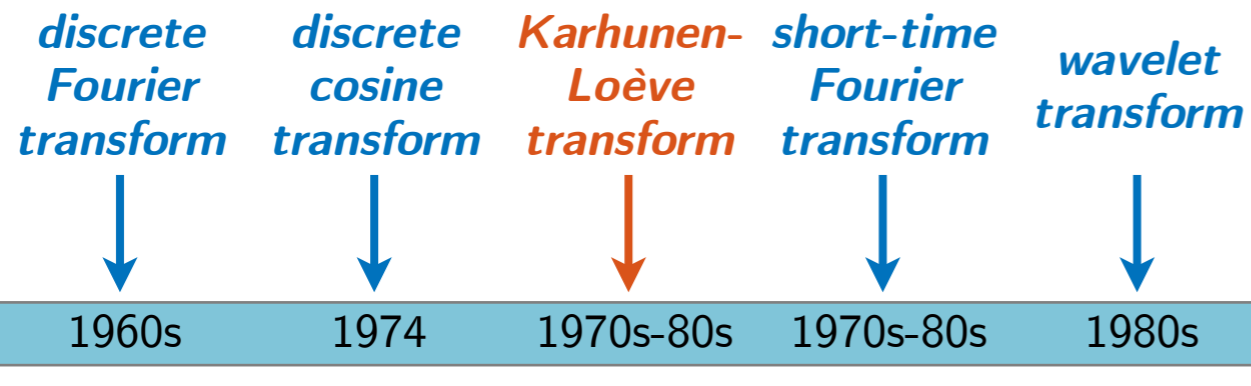 discrete
Fourier
transform
discrete
cosine
transform
Karhunen-
Loève
transform
short-time
Fourier
transform
wavelet
transform
1960s
1974
1970s-80s
1970s-80s
1980s